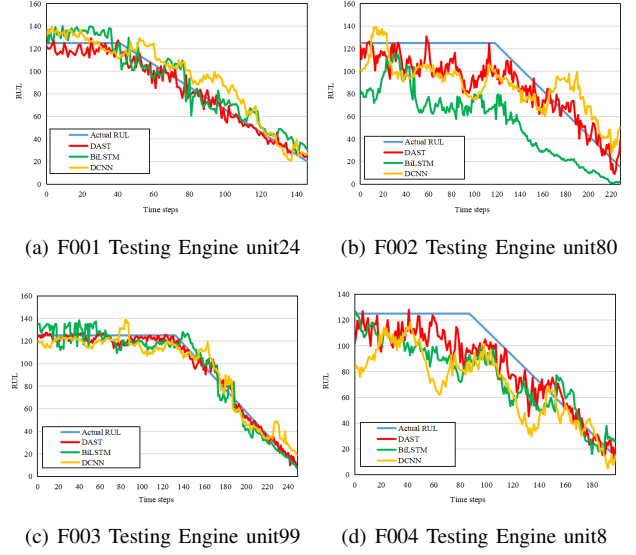 160
140
120
100
80
60
40
20
0
RUL
Actual RUL
DAST
BiLSTM
DCNN
0 20 40 60 80 100 120 140
Time steps
(a) F001 Testing Engine unit24
140
120
100
80
60
40
20
0
RUL
Actual RUL
DAST
BiLSTM
DCNN
0 20 40 60 80 100 120 140 160 180 200 220
Time steps
(b) F002 Testing Engine unit80
160
140
120
100
80
60
40
20
0
RUL
Actual RUL
DAST
BiLSTM
DCNN
0 20 40 60 80 100 120 140 160 180 200 220 240
Time steps
(c) F003 Testing Engine unit99
120
100
80
60
40
20
0
RUL
Actual RUL
DAST
BiLSTM
DCNN
0 20 40 60 80 100 120 140 160 180
Time steps
(d) F004 Testing Engine unit8